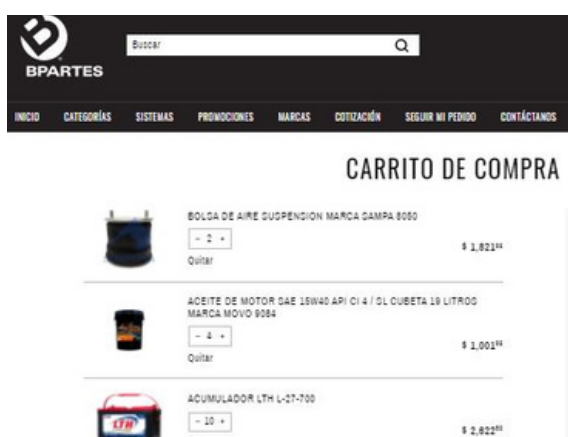 BPARTES
Buscar
INICIO CATEGORÍAS SISTEMAS PROMOCIONES MARCAS COTIZACIÓN SEGUIR MI PEDIDO CONTÁCTANOS
CARRITO DE COMPRA
BOLSA DE AIRE SUSPENSION MARCA SAMPA 8050
- 2 +
$ 1,821
Quitar
ACEITE DE MOTOR SAE 15W40 API CI 4 / SL CUBETA 19 LITROS
MARCA MOVO 9084
- 4 +
$ 1,001
Quitar
ACUMULADOR LTH L-27-700
LTH
- 10 +
$ 2,622